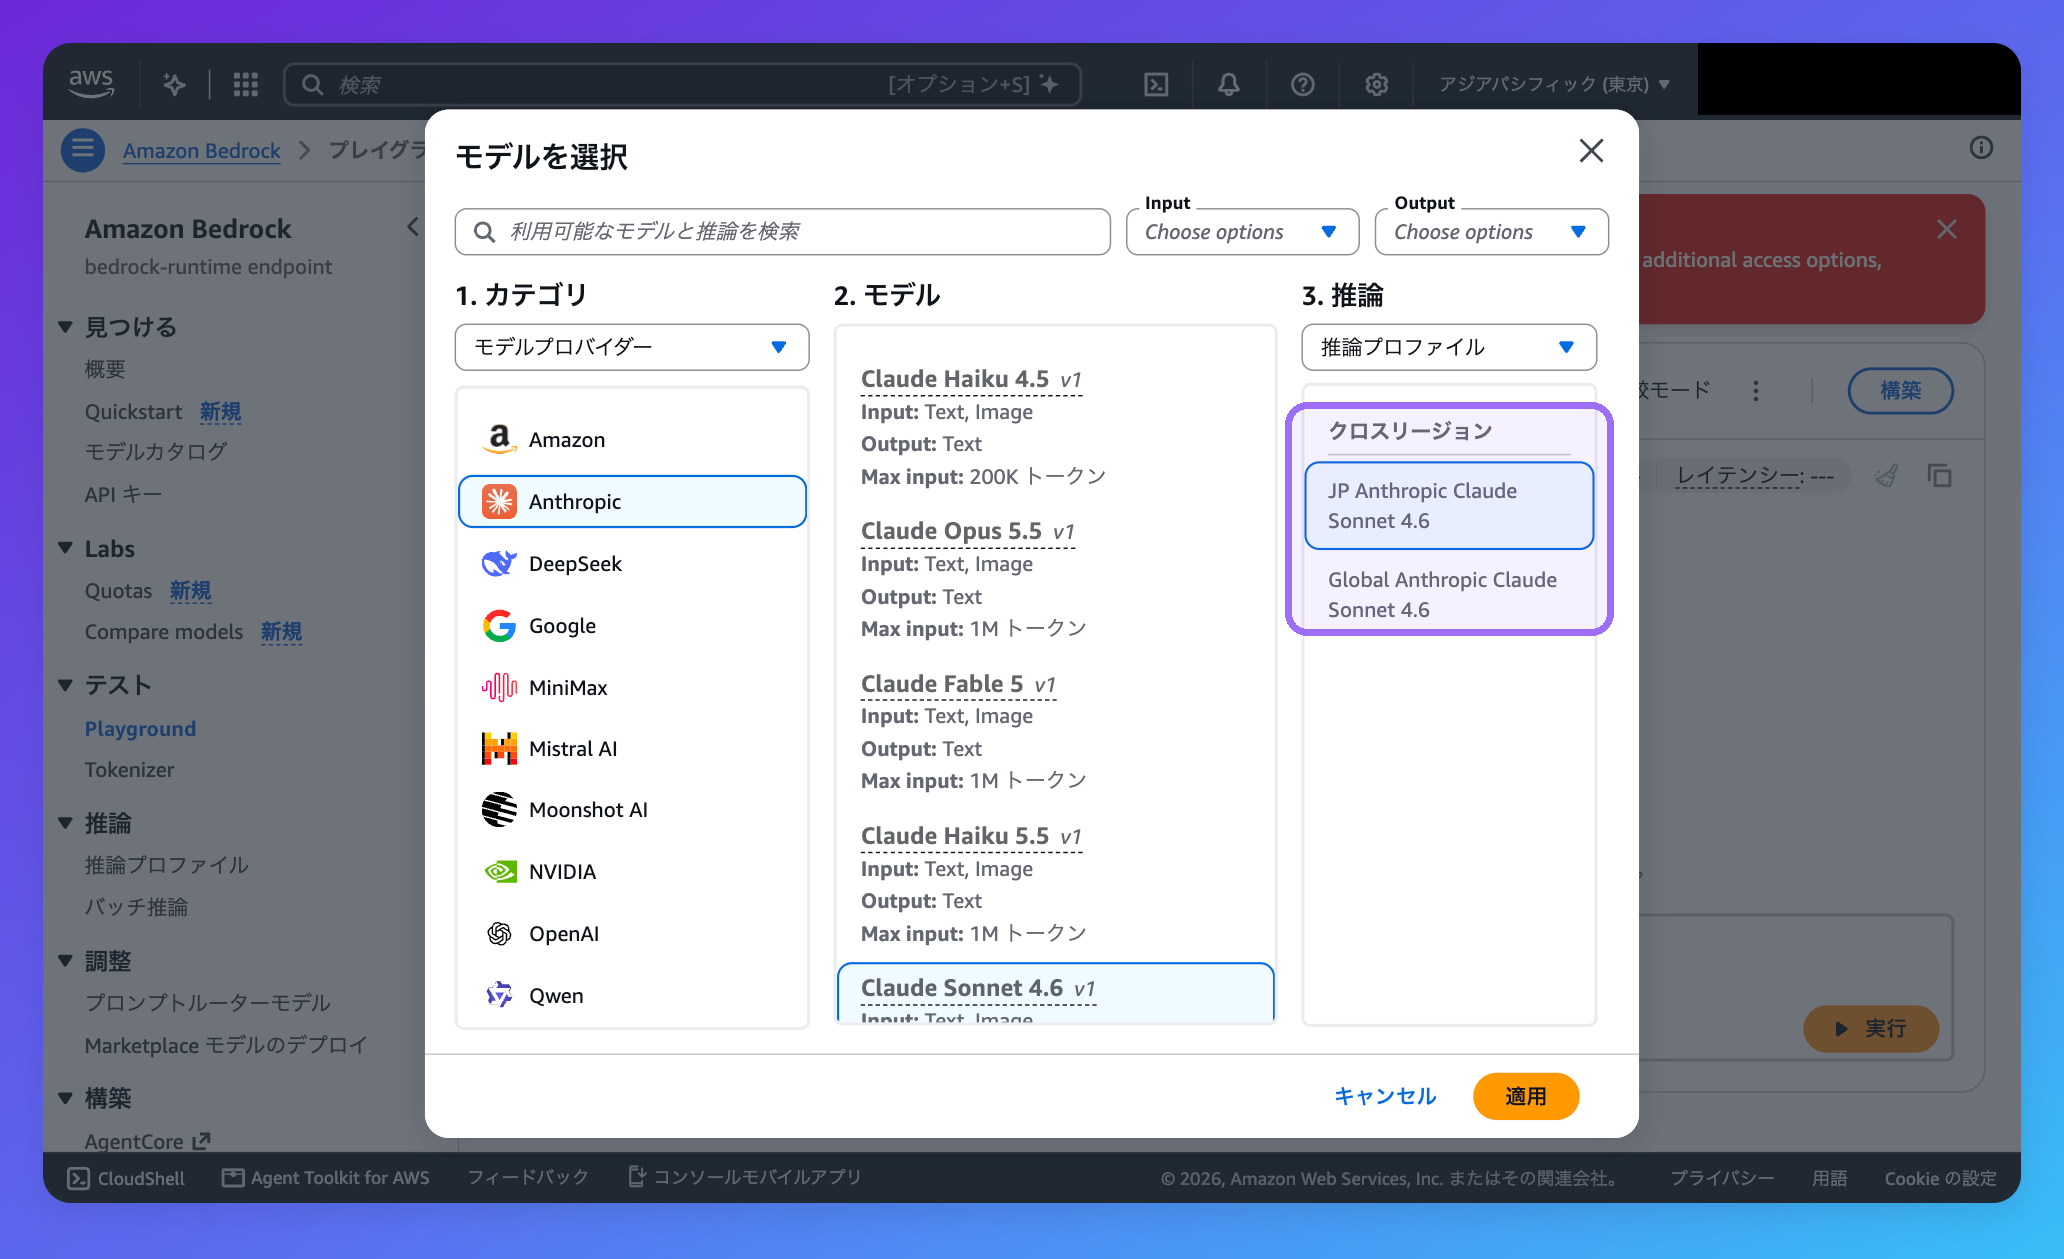 aws
検索
[オプション+S]
アジアパシフィック (東京)
Amazon Bedrock
プレイグラ
Amazon Bedrock
bedrock-runtime endpoint
見つける
概要
Quickstart 新規
モデルカタログ
API キー
Labs
Quotas 新規
Compare models 新規
テスト
Playground
Tokenizer
推論
推論プロファイル
バッチ推論
調整
プロンプトルーターモデル
Marketplace モデルのデプロイ
構築
AgentCore
モデルを選択
利用可能なモデルと推論を検索
Input
Choose options
Output
Choose options
1. カテゴリ
モデルプロバイダー
Amazon
Anthropic
DeepSeek
Google
MiniMax
Mistral AI
Moonshot AI
NVIDIA
OpenAI
Qwen
2. モデル
Claude Haiku 4.5 v1
Input: Text, Image
Output: Text
Max input: 200K トークン
Claude Opus 5.5 v1
Input: Text, Image
Output: Text
Max input: 1M トークン
Claude Fable 5 v1
Input: Text, Image
Output: Text
Max input: 1M トークン
Claude Haiku 5.5 v1
Input: Text, Image
Output: Text
Max input: 1M トークン
Claude Sonnet 4.6 v1
Input: Text, Image
3. 推論
推論プロファイル
クロスリージョン
JP Anthropic Claude
Sonnet 4.6
Global Anthropic Claude
Sonnet 4.6
キャンセル
適用
additional access options,
モード
構築
レイテンシー: ---
実行
CloudShell
Agent Toolkit for AWS
フィードバック
コンソールモバイルアプリ
© 2026, Amazon Web Services, Inc. またはその関連会社。
プライバシー
用語
Cookie の設定